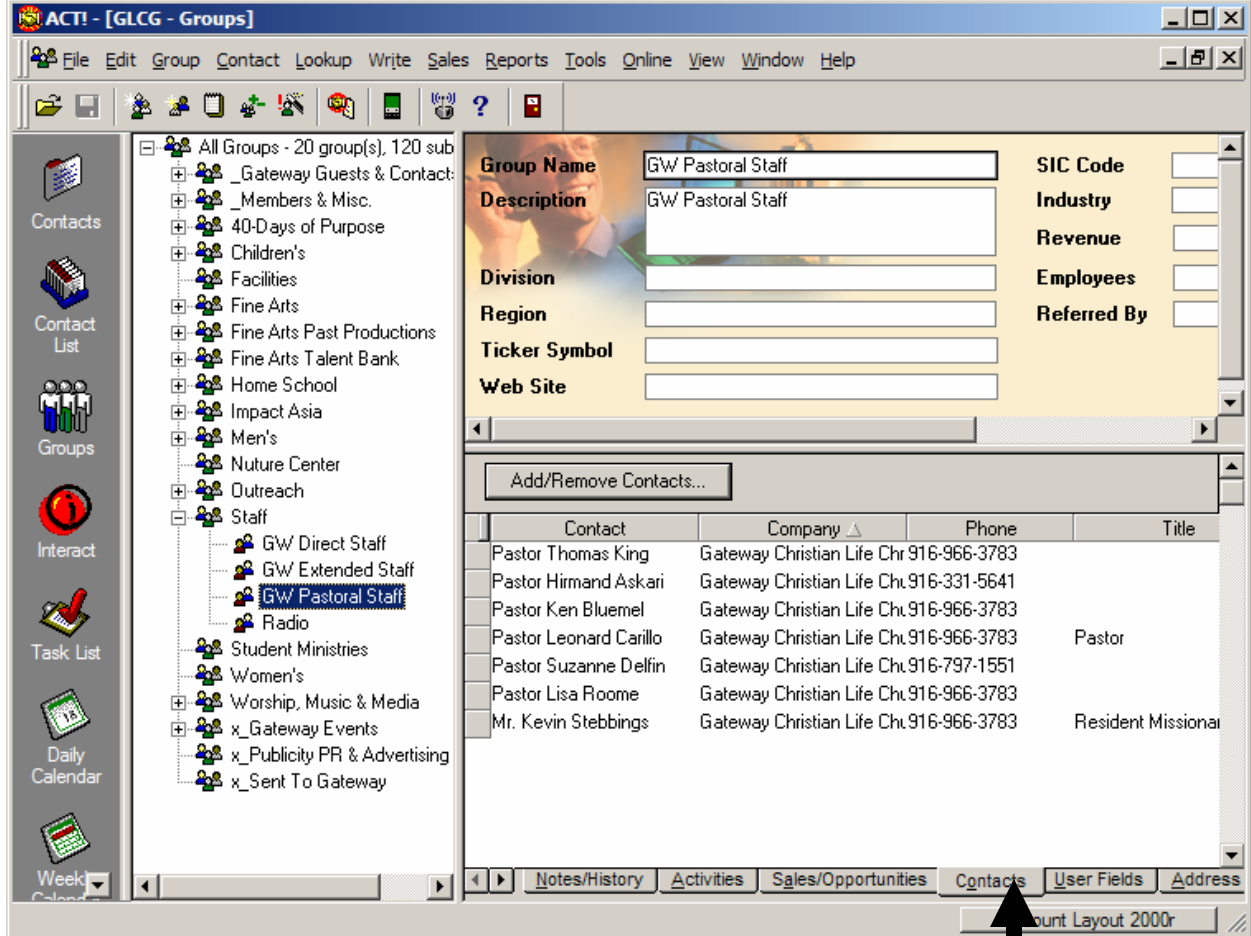 ACT! - [GLCG - Groups]
File Edit Group Contact Lookup Write Sales Reports Tools Online View Window Help
Contacts
Contact
List
Groups
Interact
Task List
Daily
Calendar
All Groups - 20 group(s), 120 sub
_Gateway Guests & Contact
_Members & Misc.
40-Days of Purpose
Children's
Facilities
Fine Arts
Fine Arts Past Productions
Fine Arts Talent Bank
Home School
Impact Asia
Men's
Nuture Center
Outreach
Staff
GW Direct Staff
GW Extended Staff
GW Pastoral Staff
Radio
Student Ministries
Women's
Worship, Music & Media
x_Gateway Events
x_Publicity PR & Advertising
x_Sent To Gateway
Group Name GW Pastoral Staff SIC Code
Description GW Pastoral Staff Industry
Revenue
Division Employees
Region Referred By
Ticker Symbol
Web Site
Add/Remove Contacts...
Contact Company Phone Title
Pastor Thomas King Gateway Christian Life Chr 916-966-3783
Pastor Hirmand Askari Gateway Christian Life Chu 916-331-5641
Pastor Ken Bluemel Gateway Christian Life Chu 916-966-3783
Pastor Leonard Carillo Gateway Christian Life Chu 916-966-3783 Pastor
Pastor Suzanne Delfin Gateway Christian Life Chu 916-797-1551
Pastor Lisa Roome Gateway Christian Life Chu 916-966-3783
Mr. Kevin Stebbings Gateway Christian Life Chu 916-966-3783 Resident Missionar
Notes/History Activities Sales/Opportunities Contacts User Fields Address
Layout 2000r